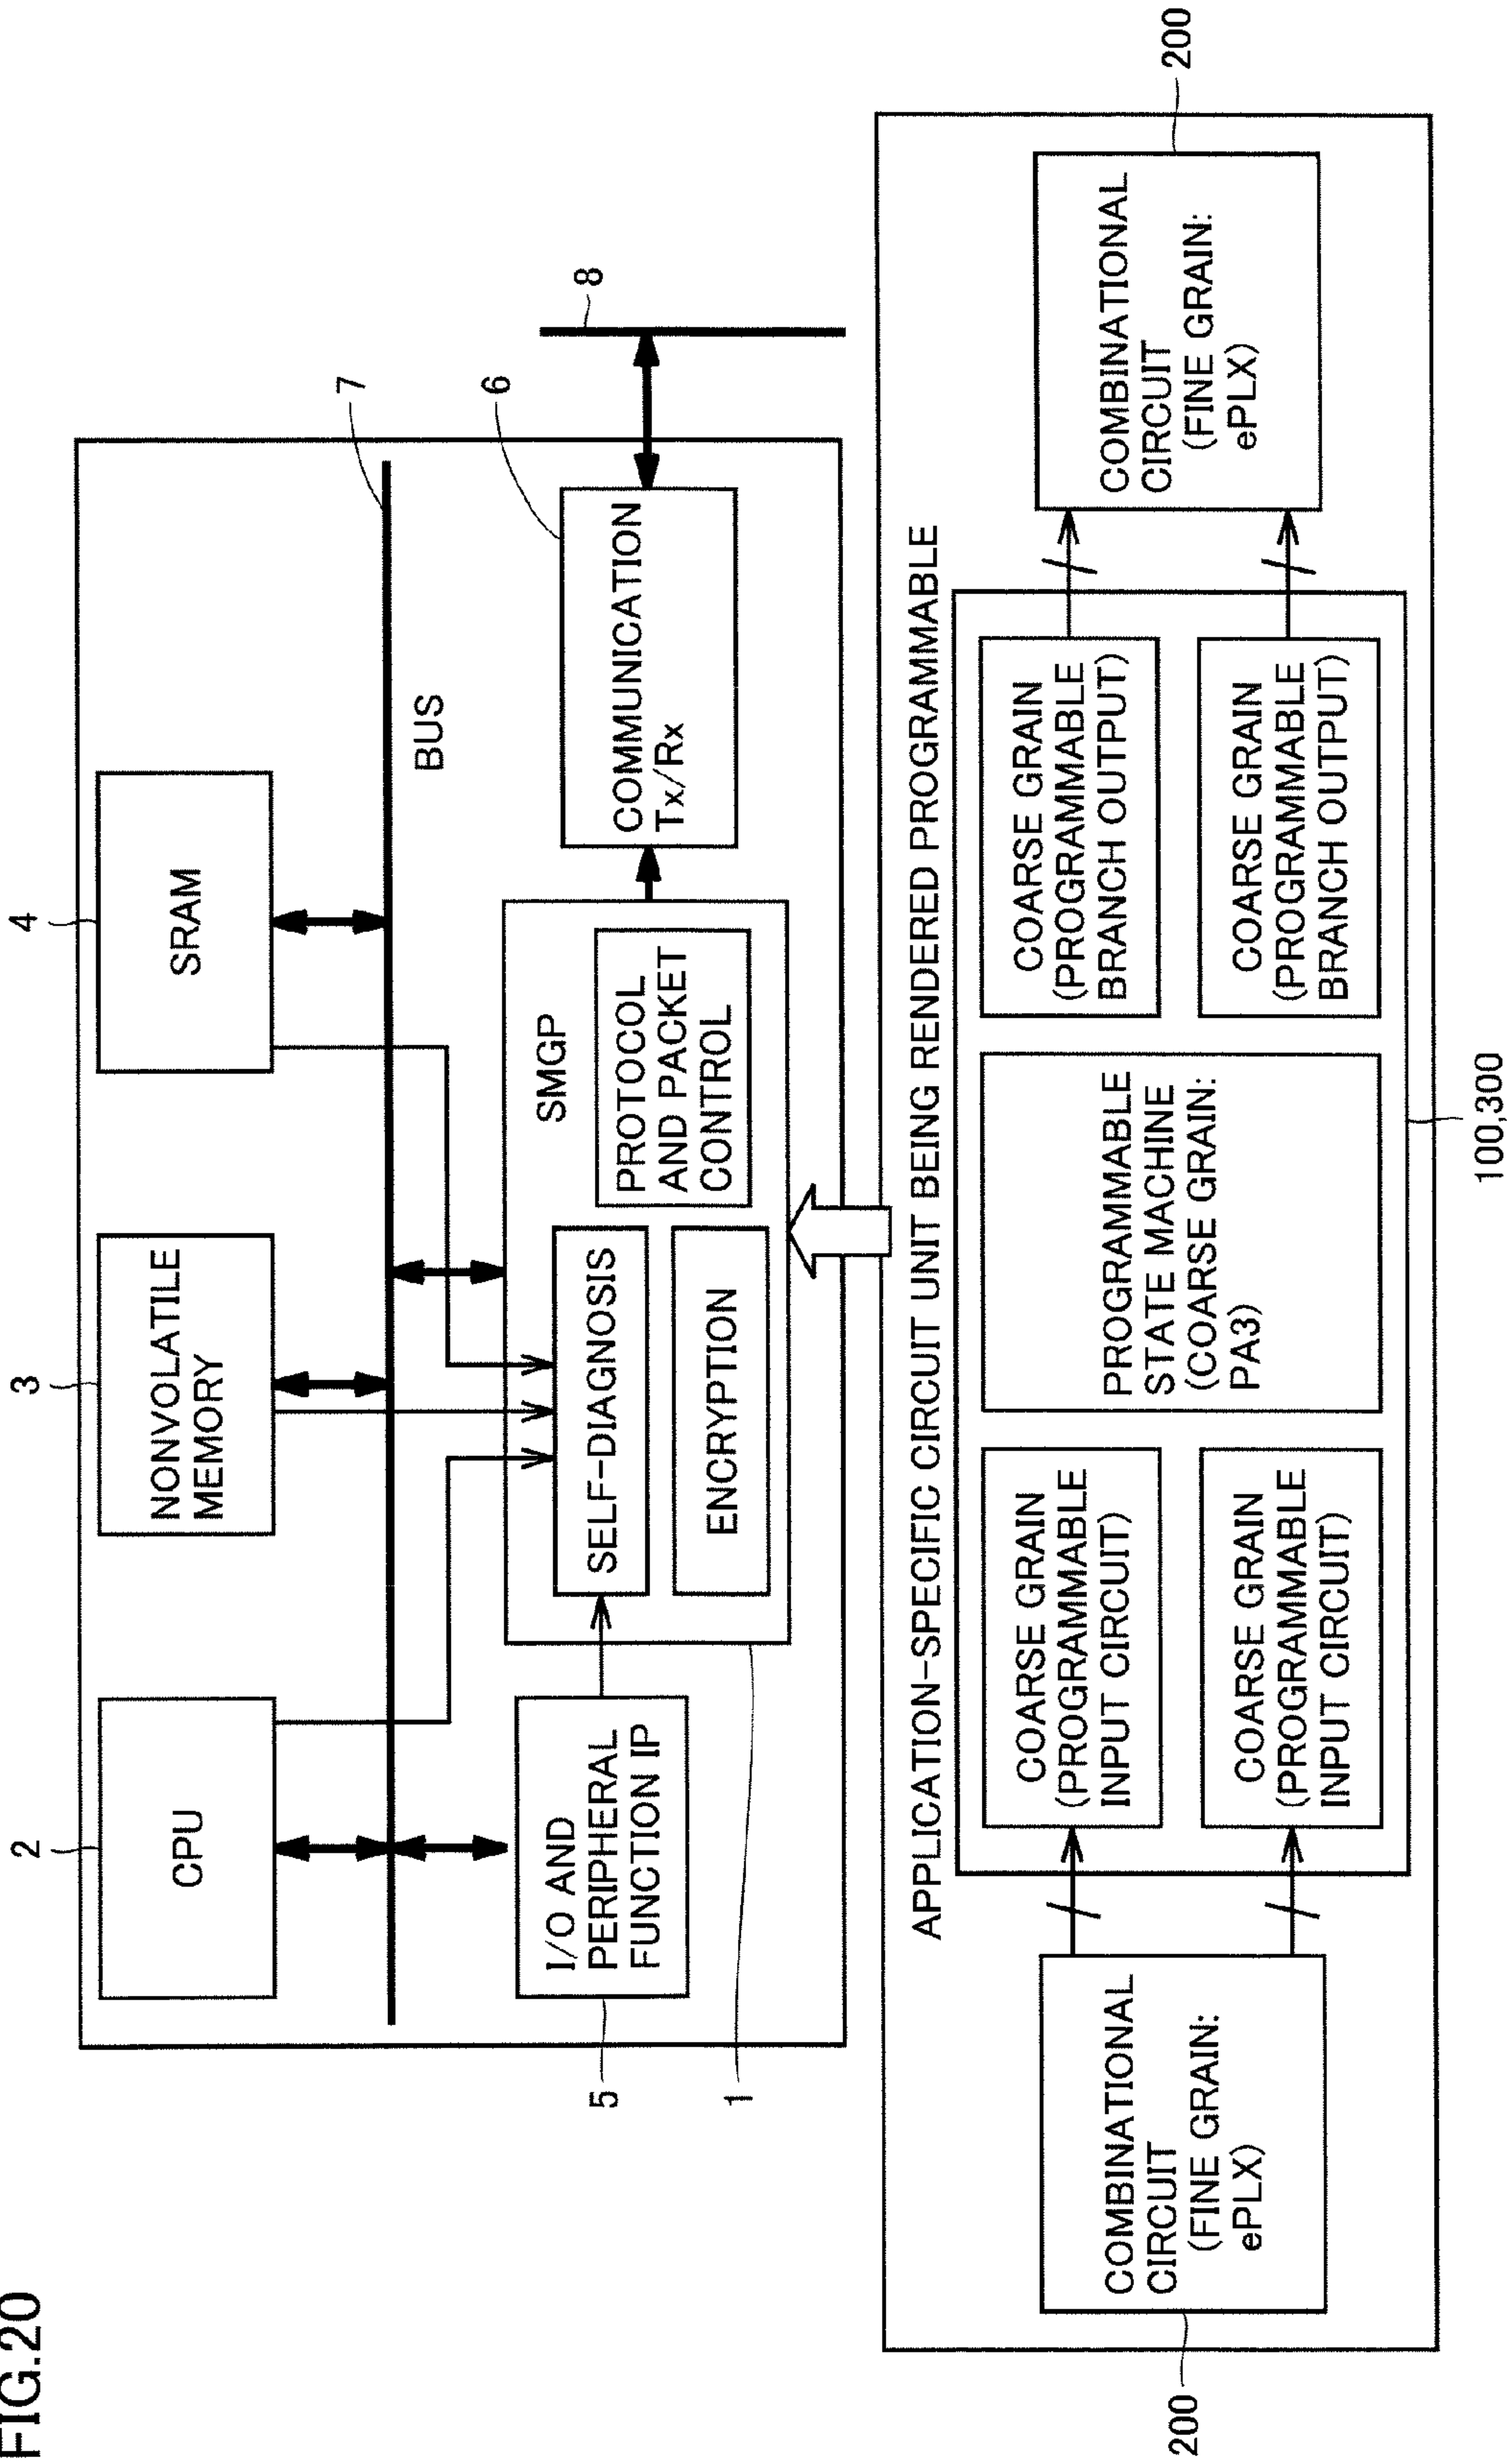 FIG.20
2
3
4
CPU
NONVOLATILE
MEMORY
SRAM
7
BUS
8
5
I/O AND
PERIPHERAL
FUNCTION IP
1
SMGP
SELF-DIAGNOSIS
ENCRYPTION
PROTOCOL
AND PACKET
CONTROL
6
COMMUNICATION
Tx/Rx
APPLICATION-SPECIFIC CIRCUIT UNIT BEING RENDERED PROGRAMMABLE
200
COMBINATIONAL
CIRCUIT
(FINE GRAIN:
ePLX)
COARSE GRAIN
(PROGRAMMABLE
INPUT CIRCUIT)
COARSE GRAIN
(PROGRAMMABLE
INPUT CIRCUIT)
PROGRAMMABLE
STATE MACHINE
(COARSE GRAIN:
PA3)
COARSE GRAIN
(PROGRAMMABLE
BRANCH OUTPUT)
COARSE GRAIN
(PROGRAMMABLE
BRANCH OUTPUT)
COMBINATIONAL
CIRCUIT
(FINE GRAIN:
ePLX)
200
100,300